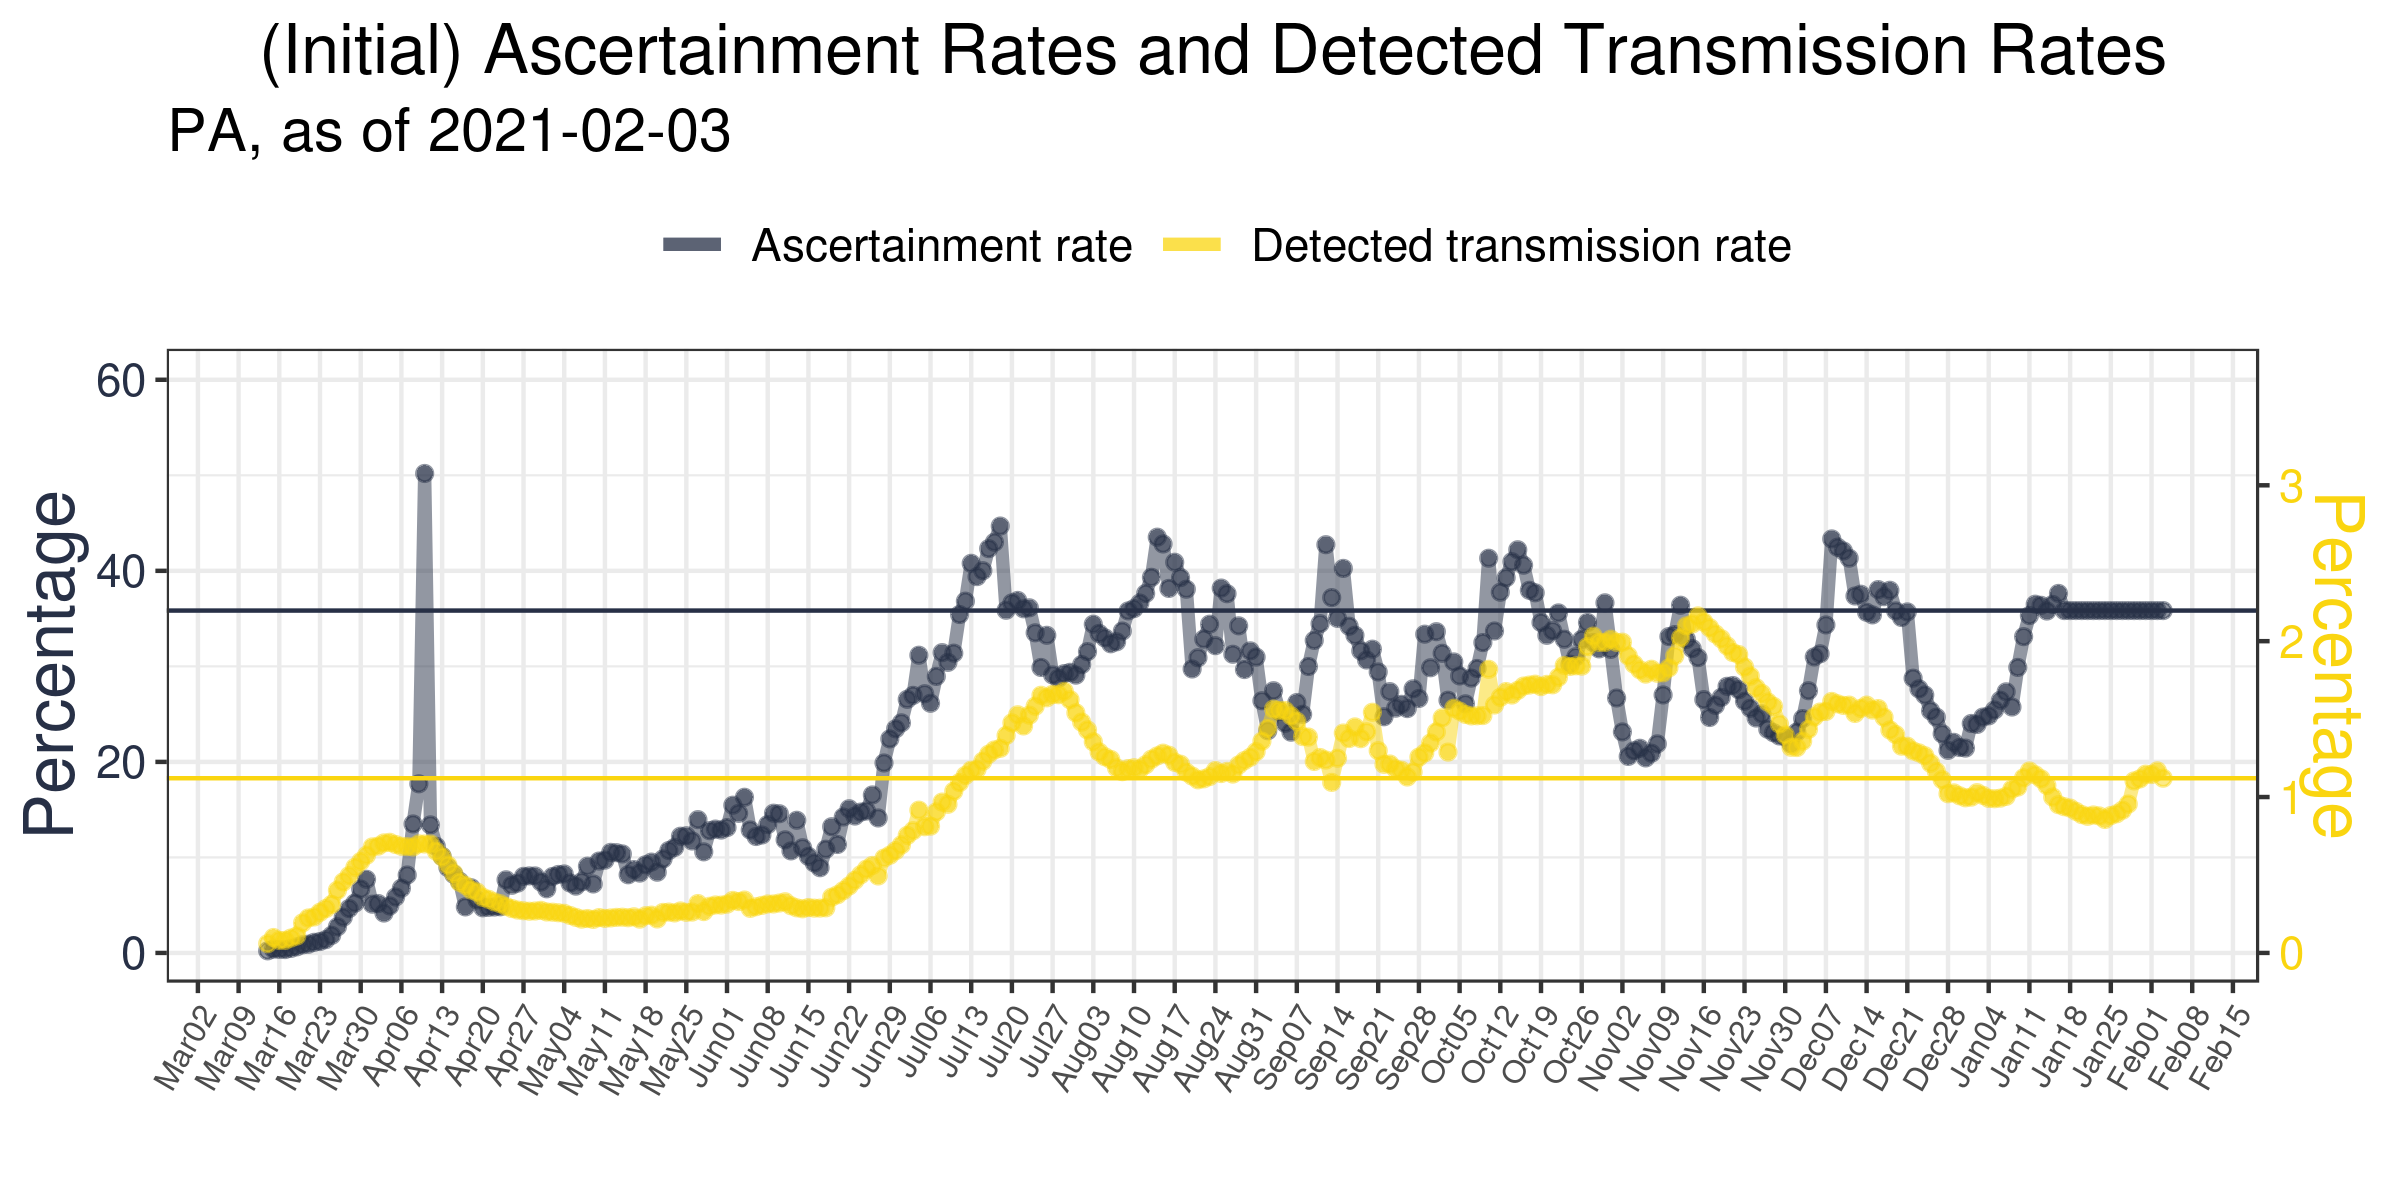 (Initial) Ascertainment Rates and Detected Transmission Rates
PA, as of 2021-02-03
Ascertainment rate Detected transmission rate
Percentage
60
40
20
0
3
2
1
0
Percentage
Mar02 Mar09 Mar16 Mar23 Mar30 Apr06 Apr13 Apr20 Apr27 May04 May11 May18 May25 Jun01 Jun08 Jun15 Jun22 Jun29 Jul06 Jul13 Jul20 Jul27 Aug03 Aug10 Aug17 Aug24 Aug31 Sep07 Sep14 Sep21 Sep28 Oct05 Oct12 Oct19 Oct26 Nov02 Nov09 Nov16 Nov23 Nov30 Dec07 Dec14 Dec21 Dec28 Jan04 Jan11 Jan18 Jan25 Feb01 Feb08 Feb15